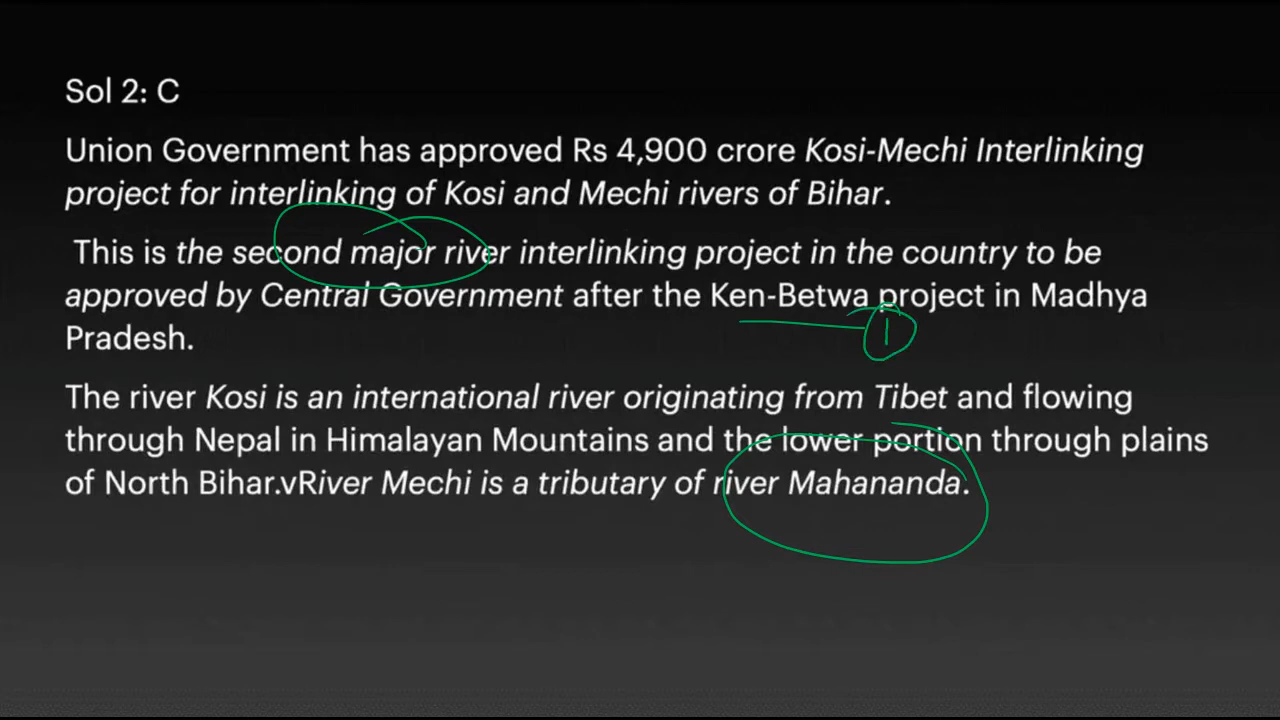 Sol 2: C
Union Government has approved Rs 4,900 crore Kosi-Mechi Interlinking
project for interlinking of Kosi and Mechi rivers of Bihar.
This is the second major river interlinking project in the country to be
approved by Central Government after the Ken-Betwa project in Madhya
1
Pradesh.
The river Kosi is an international river originating from Tibet and flowing
through Nepal in Himalayan Mountains and the lower portion through plains
of North Bihar.vRiver Mechi is a tributary of river Mahananda.